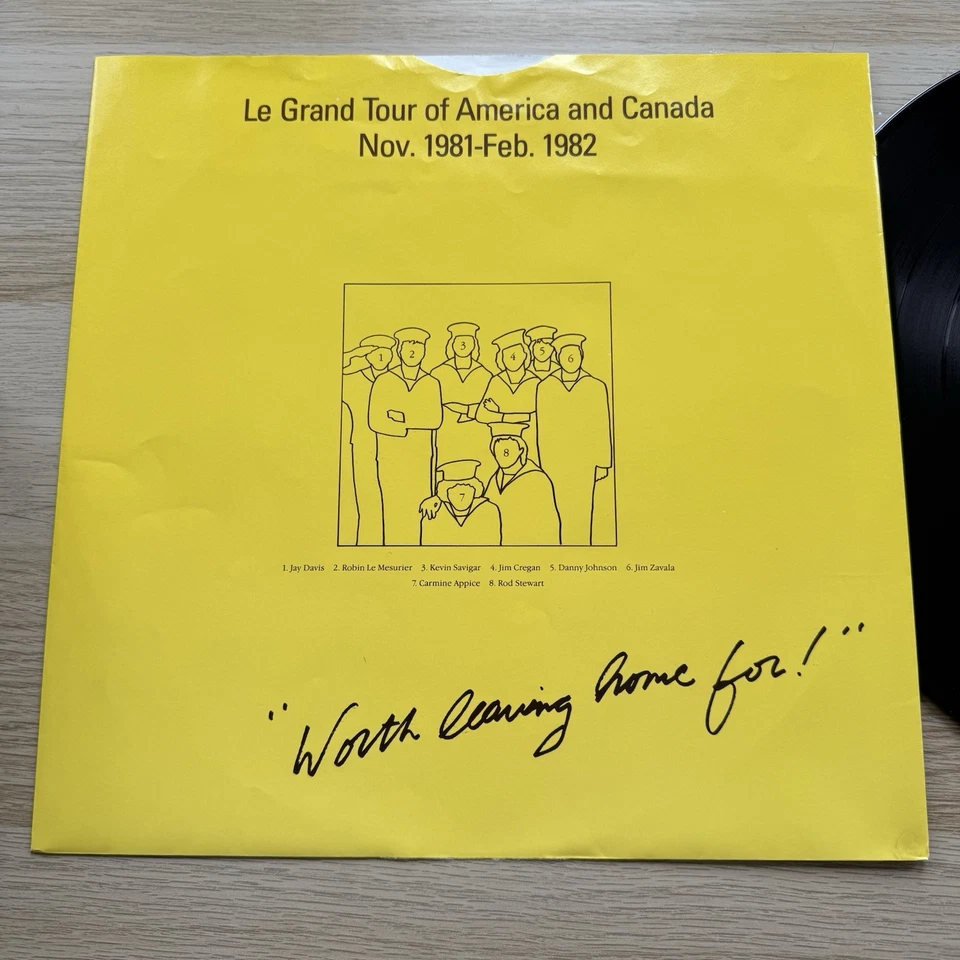 Le Grand Tour of America and Canada
Nov. 1981-Feb. 1982
1 2 3 4 5 6
8
7
1. Jay Davis 2. Robin Le Mesurier 3. Kevin Savigar 4. Jim Cregan 5. Danny Johnson 6. Jim Zavala
7. Carmine Appice 8. Rod Stewart
"Worth leaving home for!"